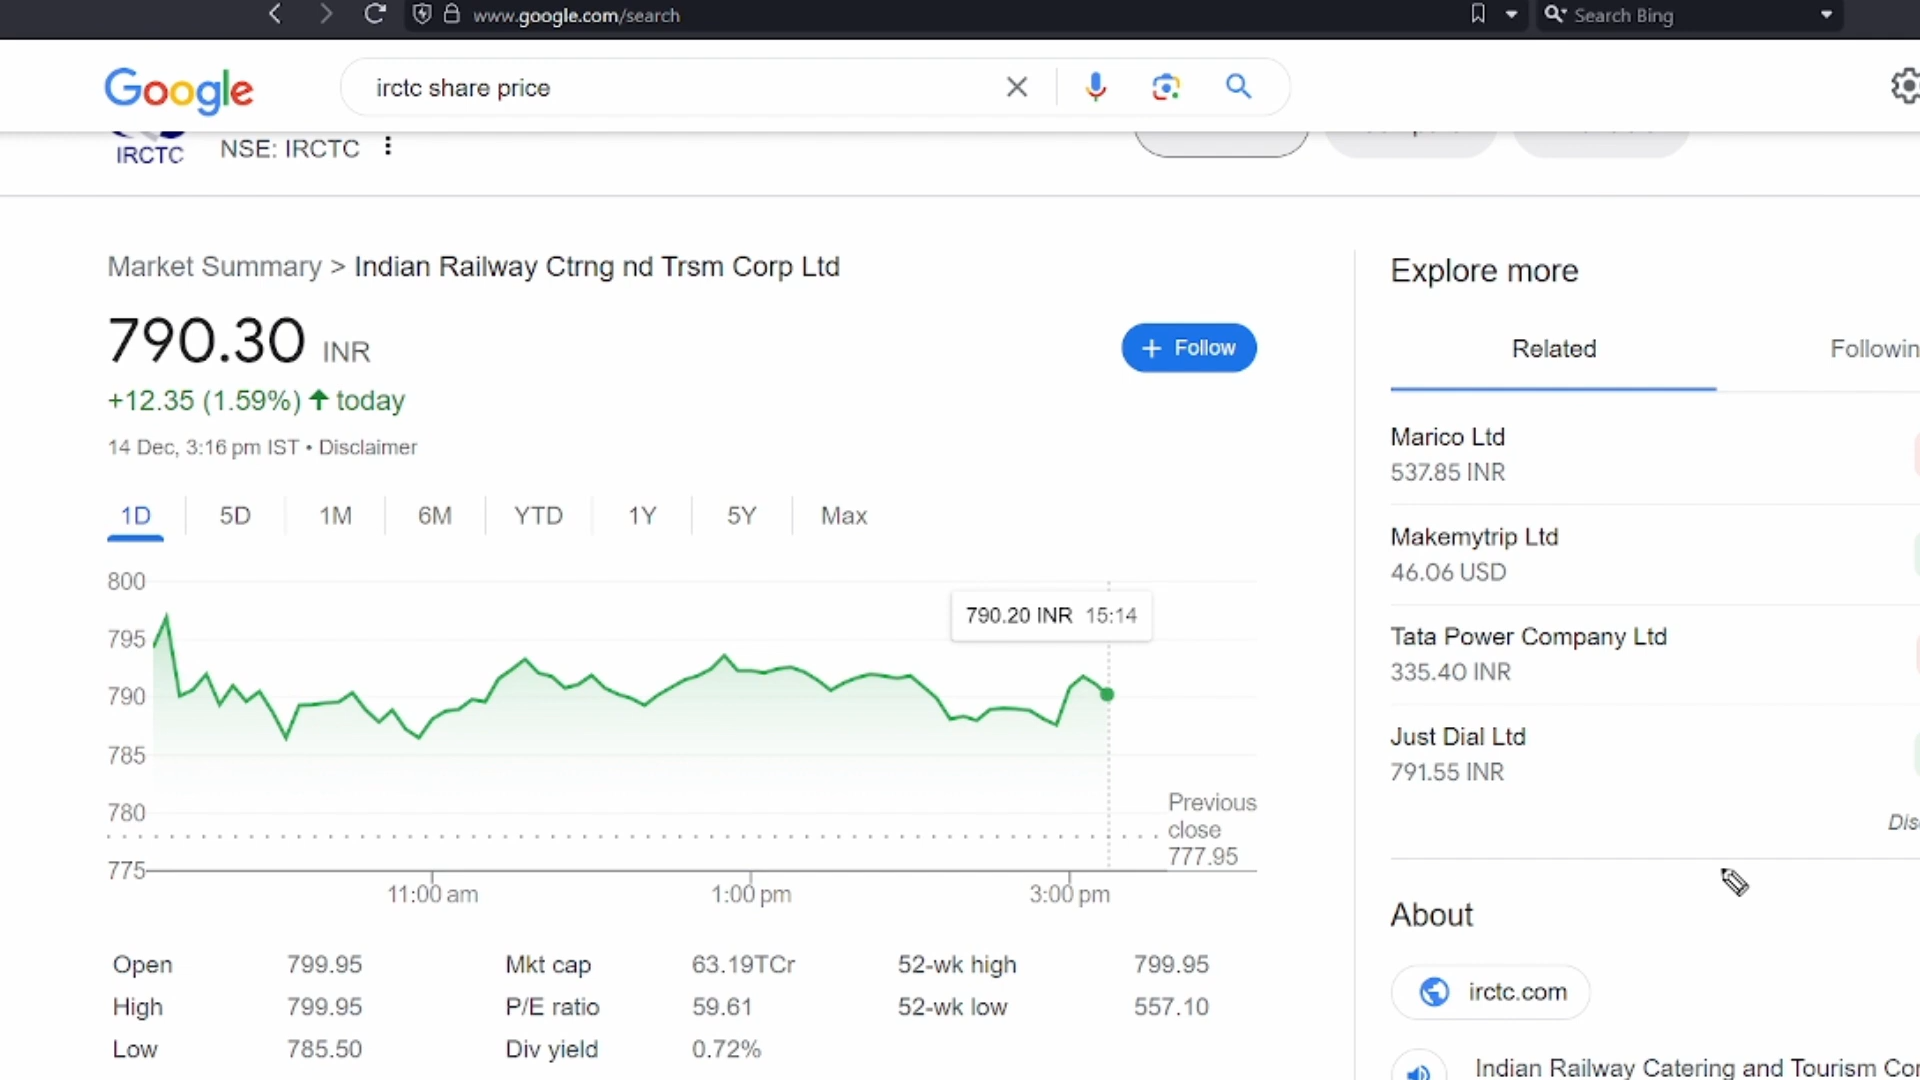 www.google.com/search
Search Bing
Google
irctc share price
IRCTC
NSE: IRCTC
Market Summary > Indian Railway Ctrng nd Trsm Corp Ltd
790.30 INR
+ Follow
+12.35 (1.59%) ↑ today
14 Dec, 3:16 pm IST • Disclaimer
1D 5D 1M 6M YTD 1Y 5Y Max
800
795
790
785
780
775
790.20 INR 15:14
Previous
close
777.95
11:00 am 1:00 pm 3:00 pm
Open 799.95 Mkt cap 63.19TCr 52-wk high 799.95
High 799.95 P/E ratio 59.61 52-wk low 557.10
Low 785.50 Div yield 0.72%
Explore more
Related Followin
Marico Ltd
537.85 INR
Makemytrip Ltd
46.06 USD
Tata Power Company Ltd
335.40 INR
Just Dial Ltd
791.55 INR
Dis
About
irctc.com
Indian Railway Catering and Tourism Cor